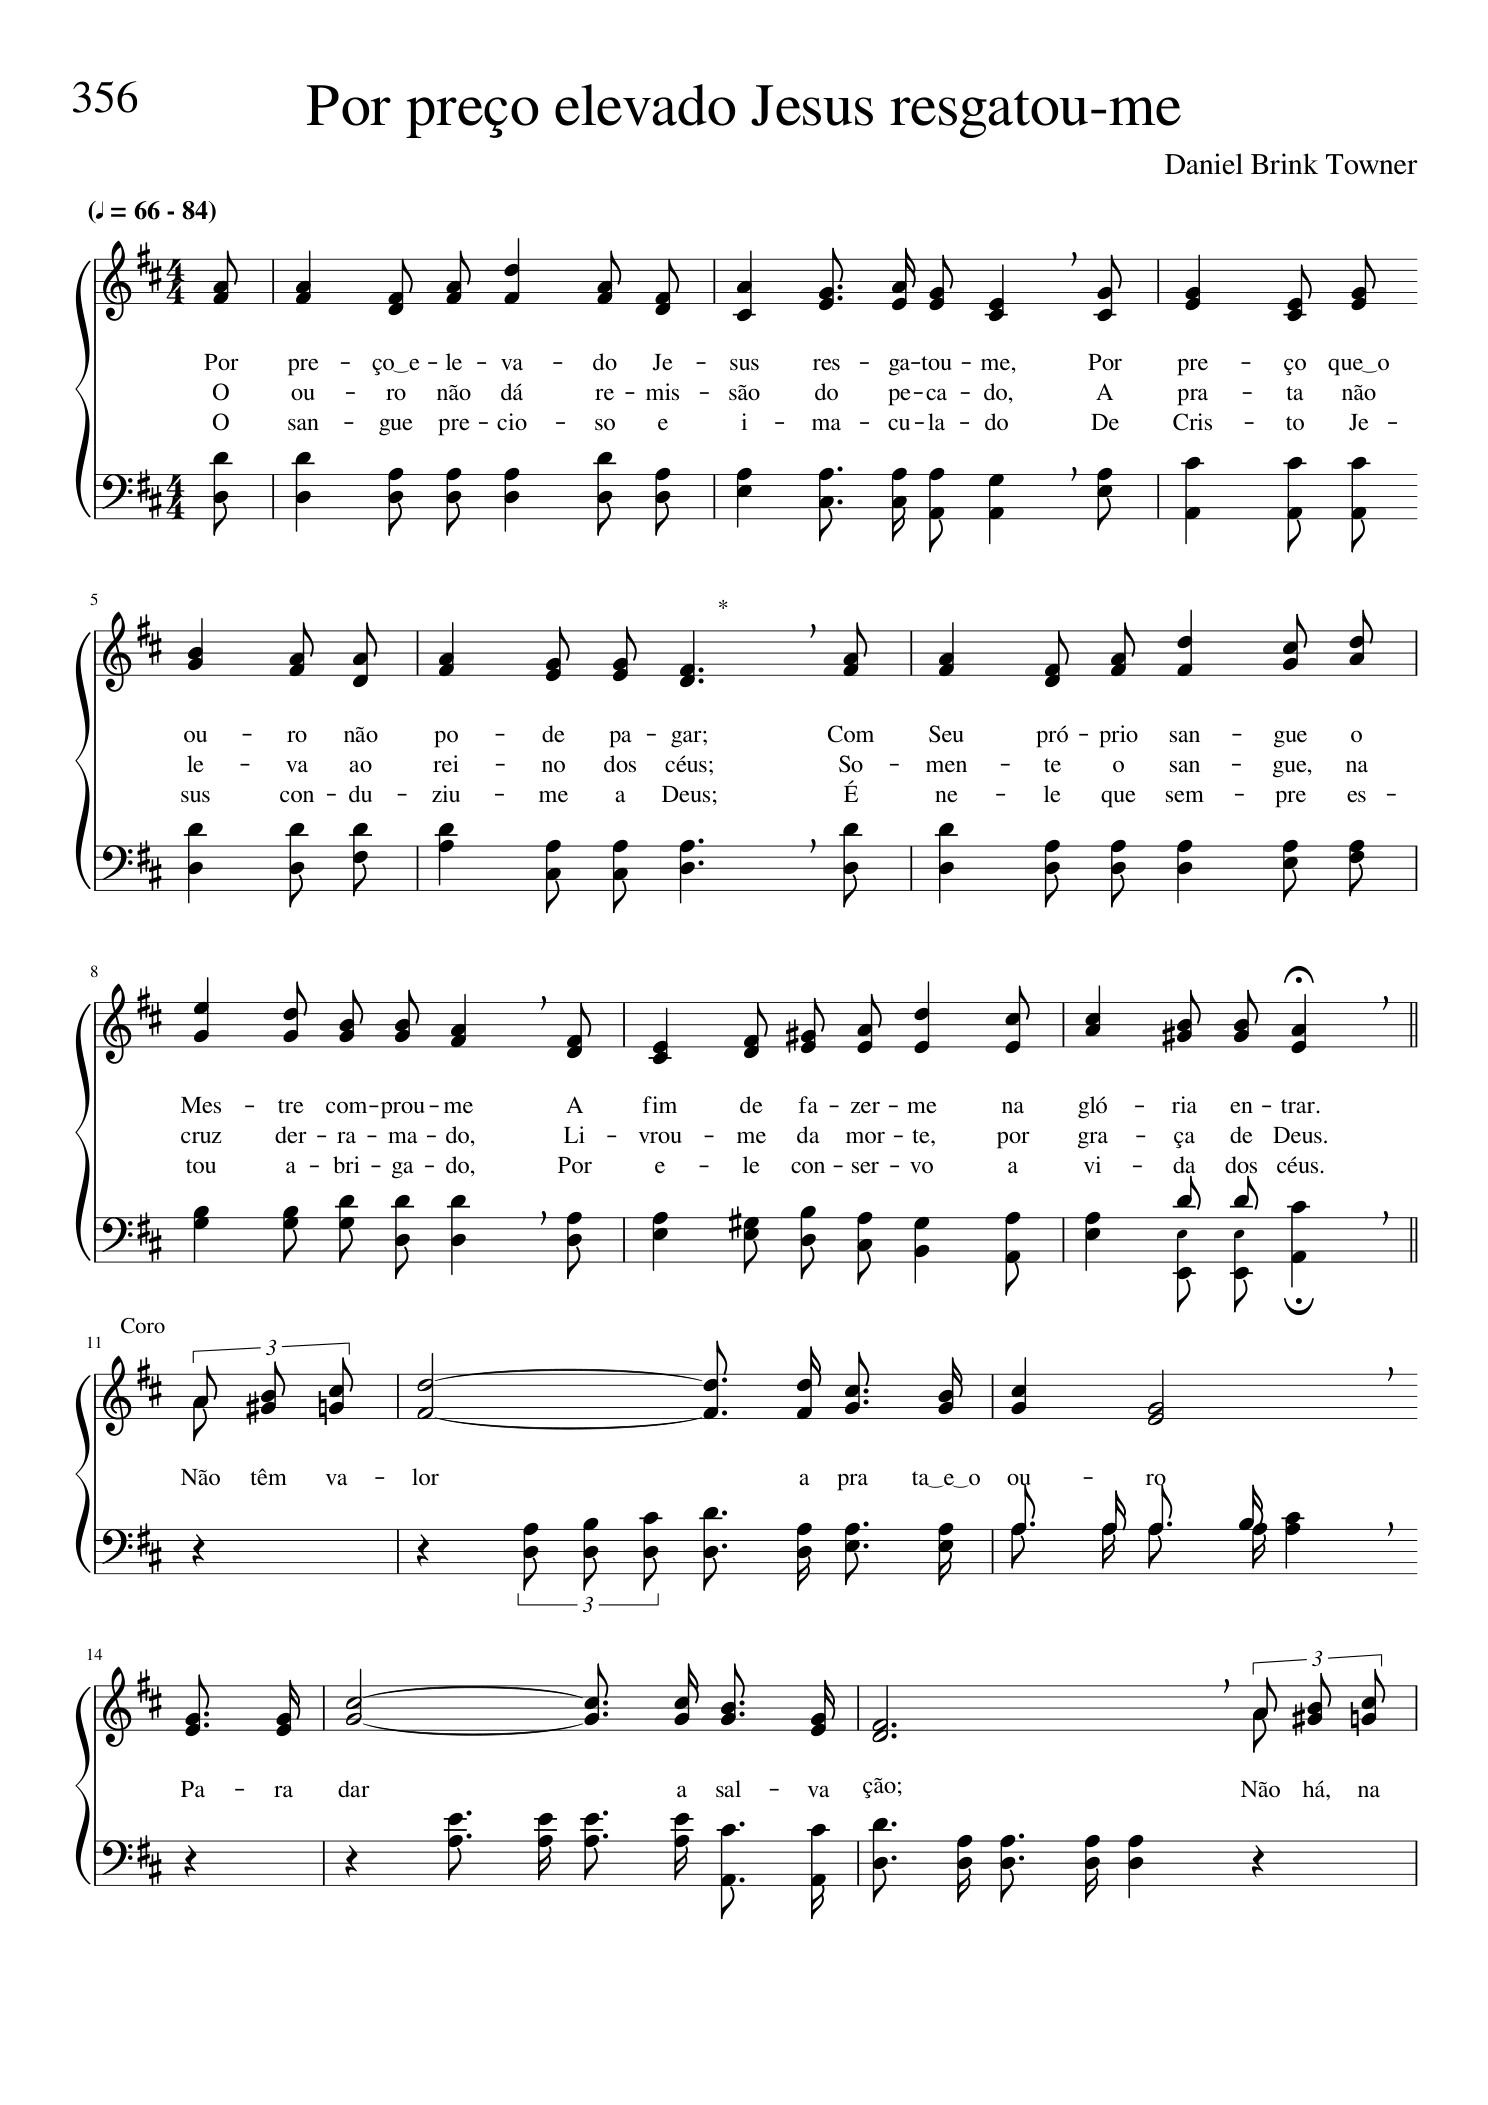 356
Por preço elevado Jesus resgatou-me
Daniel Brink Towner
(♩ = 66 - 84)
Por pre – ço‿e – le – va – do Je – sus res – ga – tou – me, Por pre – ço que‿o
O ou – ro não dá re – mis – são do pe – ca – do, A pra – ta não
O san – gue pre – cio – so e i – ma – cu – la – do De Cris – to Je –
5
*
ou – ro não po – de pa – gar; Com Seu pró – prio san – gue o
le – va ao rei – no dos céus; So – men – te o san – gue, na
sus con – du – ziu – me a Deus; É ne – le que sem – pre es –
8
Mes – tre com – prou – me A fim de fa – zer – me na gló – ria en – trar.
cruz der – ra – ma – do, Li – vrou – me da mor – te, por gra – ça de Deus.
tou a – bri – ga – do, Por e – le con – ser – vo a vi – da dos céus.
Coro
11
3
Não têm va – lor a pra ta‿e‿o ou – ro
3
14
3
Pa – ra dar a sal – va ção; Não há, na